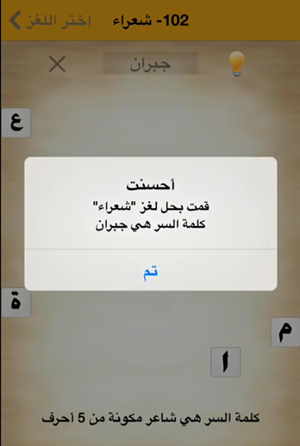 102- شعراء
إختر اللغز
جبران
ع
أحسنت
قمت بحل لغز "شعراء"
كلمة السر هي جبران
تم
ة
م
ا
كلمة السر هي شاعر مكونة من 5 أحرف